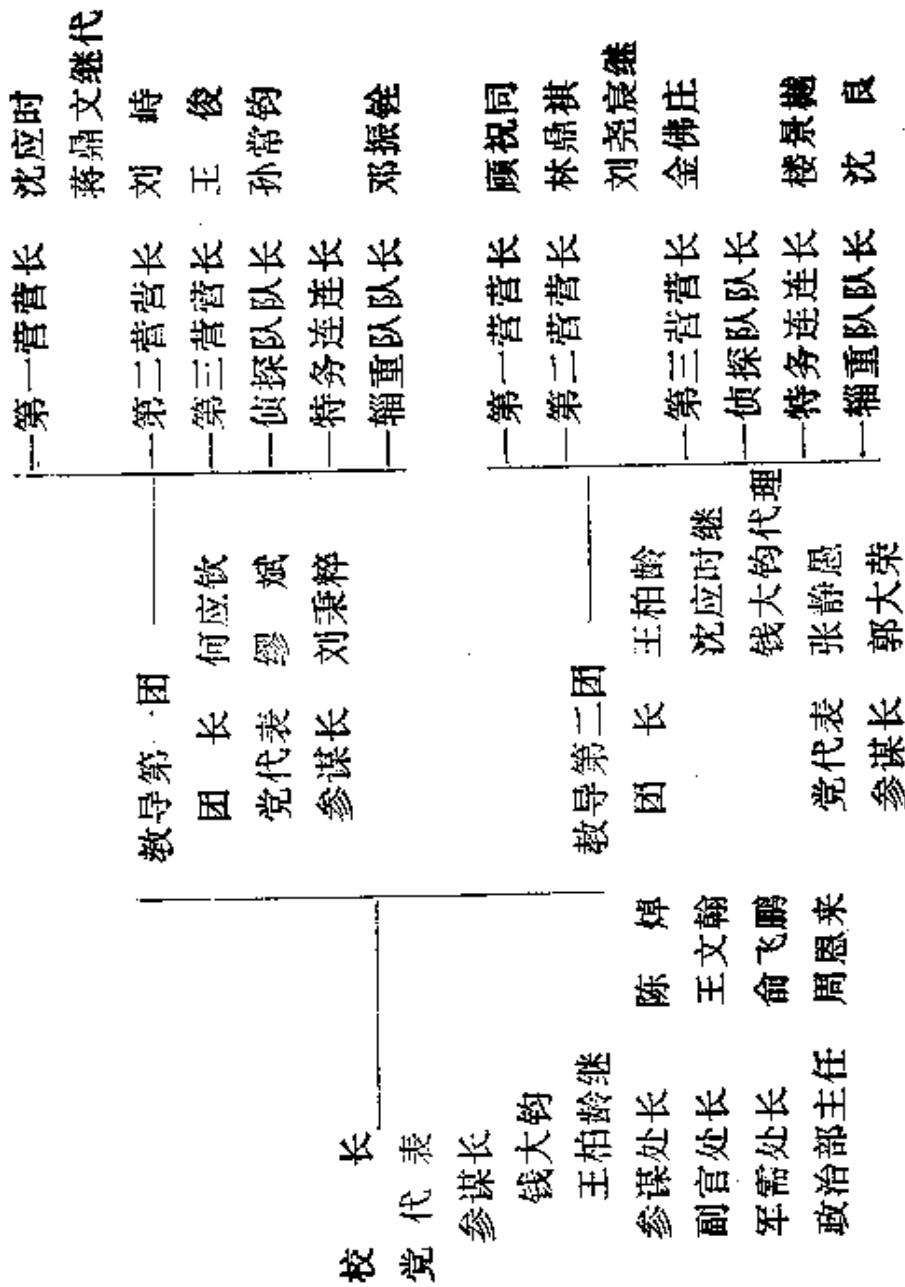 校 长
党代表
参谋长
钱大钧
王柏龄继
参谋处长 陈 焯
副官处长 王文翰
军需处长 俞飞鹏
政治部主任 周恩来
教导第一团
团 长 何应钦
党代表 缪 斌
参谋长 刘秉粹
第一营营长 沈应时
蒋鼎文继代
第二营营长 刘 峙
第三营营长 王 俊
侦探队队长 孙常钧
特务连连长
辎重队队长 邓振铨
教导第二团
团 长 王柏龄
沈应时继
钱大钧代理
党代表 张静愚
参谋长 郭大荣
第一营营长 顾祝同
第二营营长 林鼎祺
刘尧宸继
第三营营长 金佛庄
侦探队队长
特务连连长 楼景樾
辎重队队长 沈 良